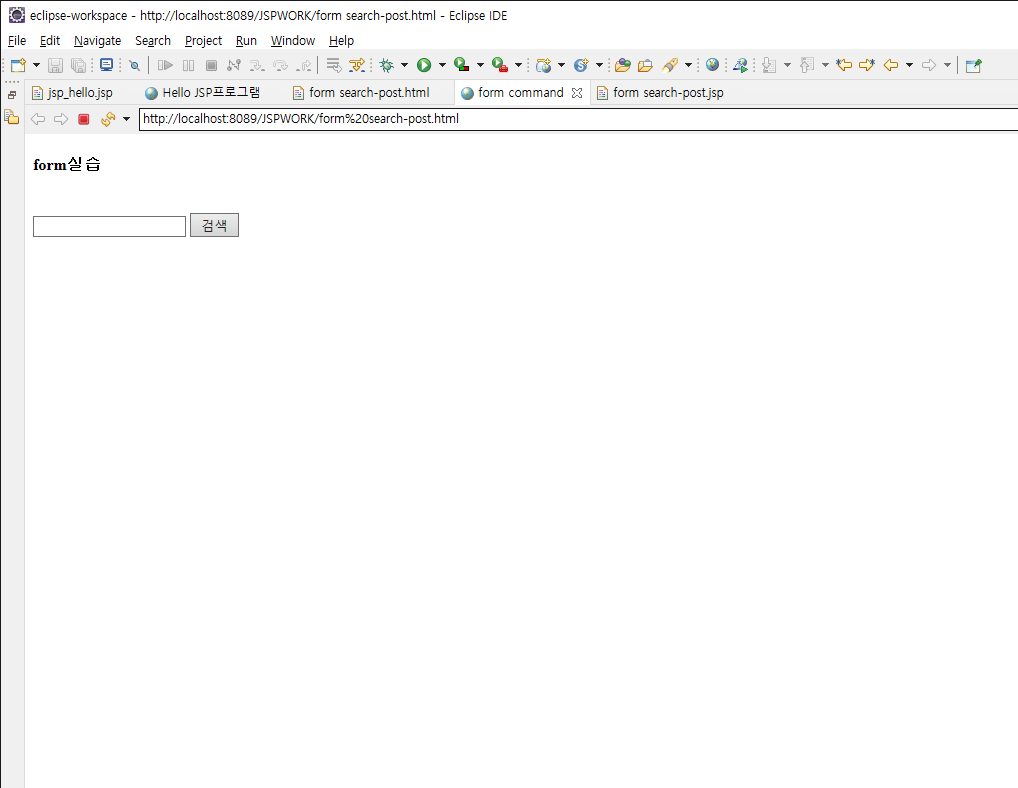 eclipse-workspace - http://localhost:8089/JSPWORK/form search-post.html - Eclipse IDE
File Edit Navigate Search Project Run Window Help
jsp_hello.jsp Hello JSP프로그램 form search-post.html form command form search-post.jsp
http://localhost:8089/JSPWORK/form%20search-post.html
form실습
검색